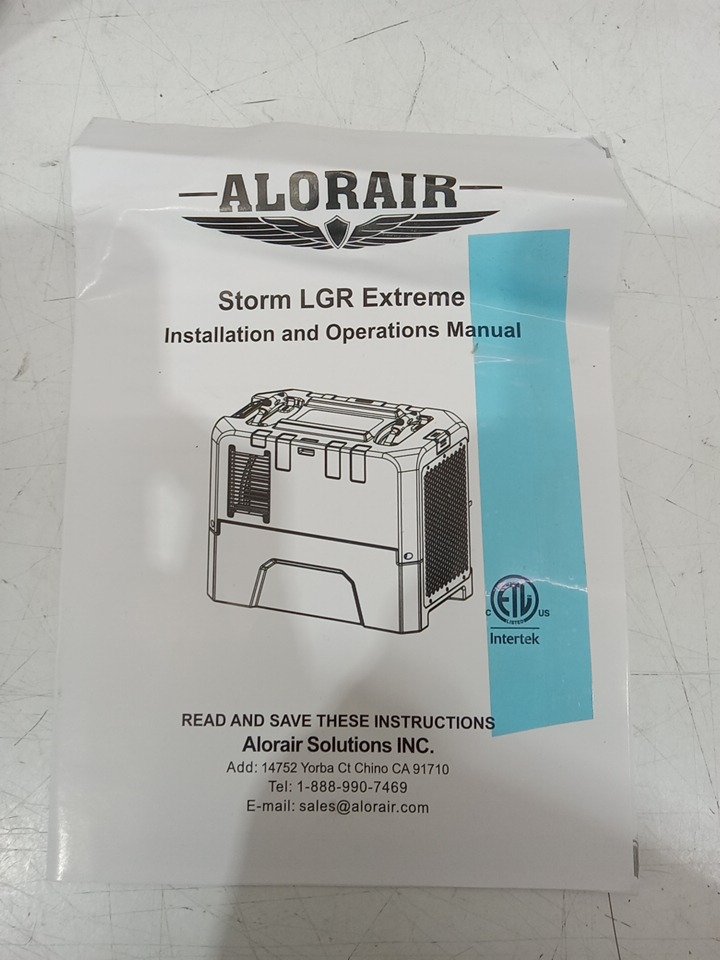 ALORAIR
Storm LGR Extreme
Installation and Operations Manual
C ETL US
LISTED
Intertek
READ AND SAVE THESE INSTRUCTIONS
Alorair Solutions INC.
Add: 14752 Yorba Ct Chino CA 91710
Tel: 1-888-990-7469
E-mail: sales@alorair.com